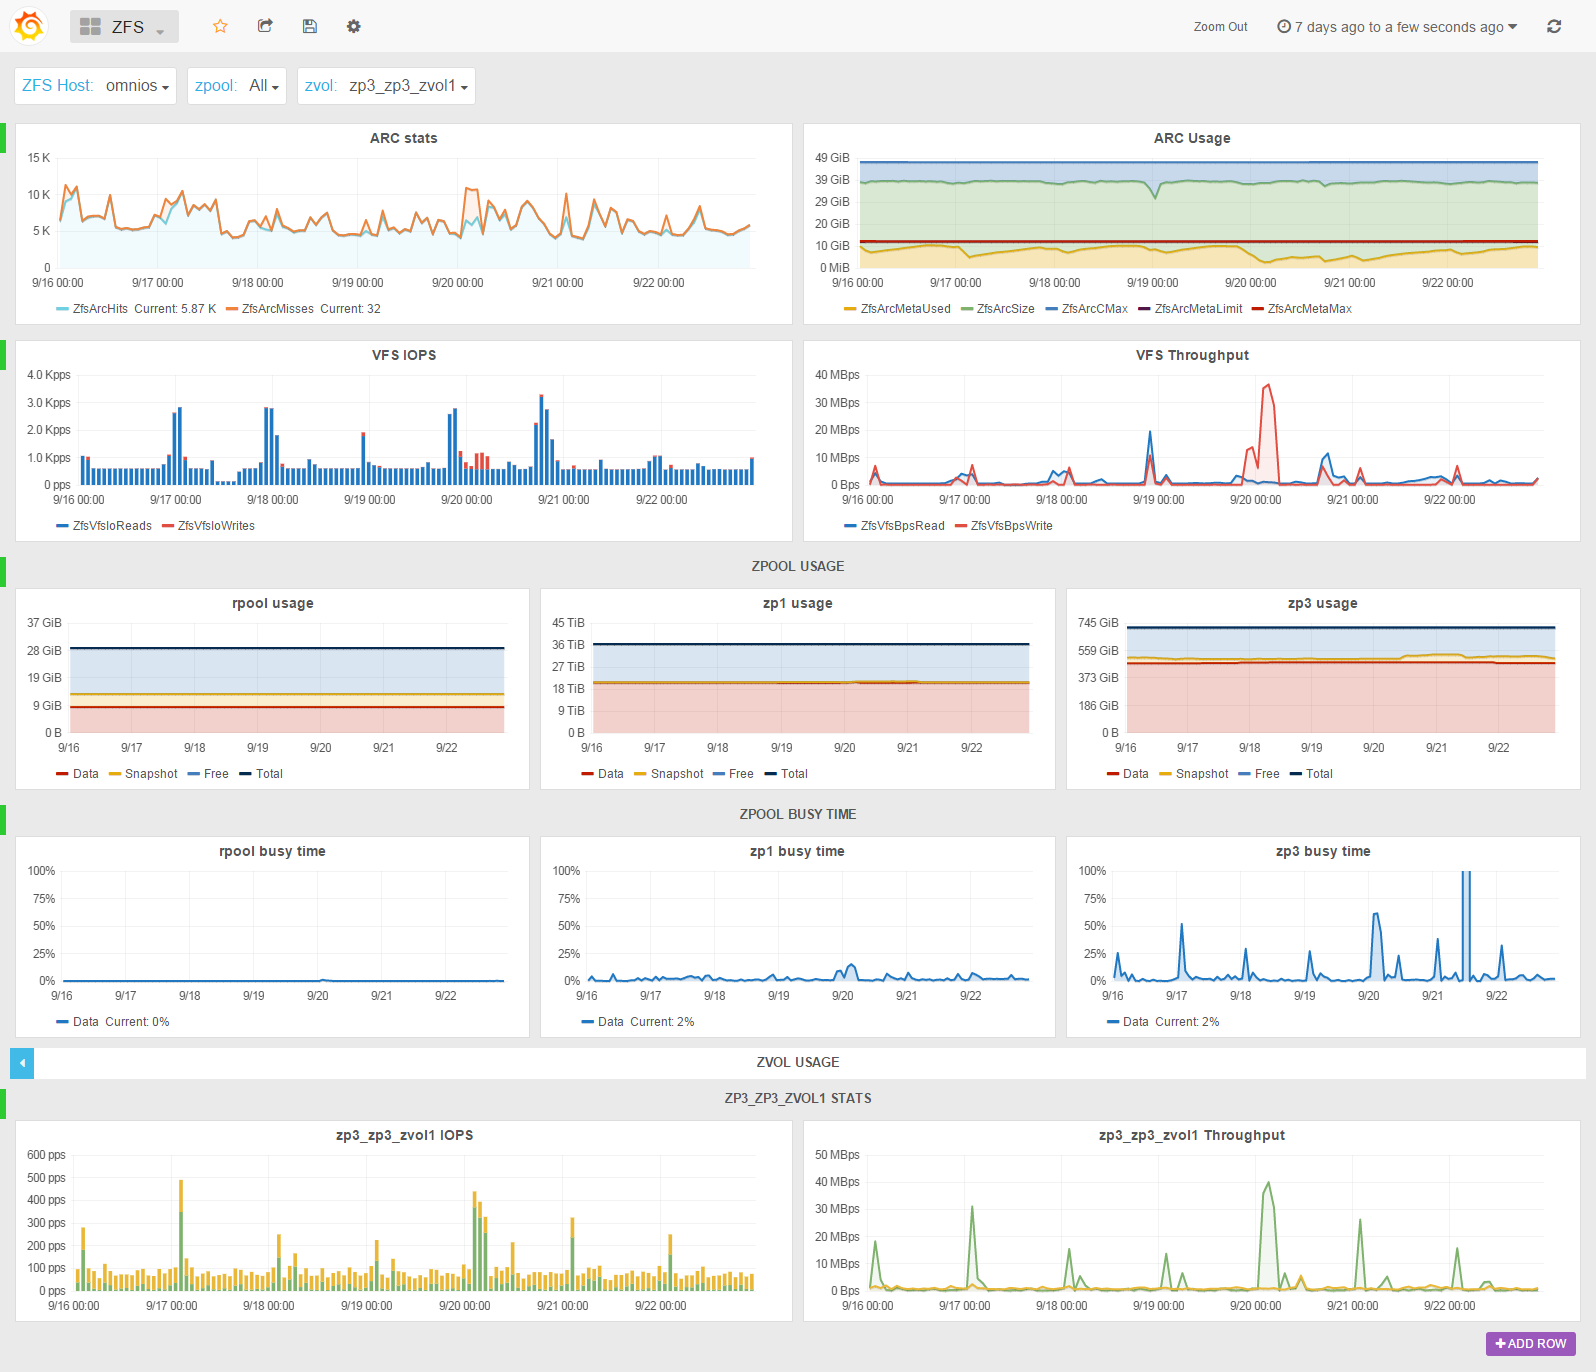 ZFS
Zoom Out 7 days ago to a few seconds ago
ZFS Host: omnios zpool: All zvol: zp3_zp3_zvol1
ARC stats
15 K
10 K
5 K
0
9/16 00:00 9/17 00:00 9/18 00:00 9/19 00:00 9/20 00:00 9/21 00:00 9/22 00:00
ZfsArcHits Current: 5.87 K ZfsArcMisses Current: 32
ARC Usage
49 GiB
39 GiB
29 GiB
20 GiB
10 GiB
0 MiB
9/16 00:00 9/17 00:00 9/18 00:00 9/19 00:00 9/20 00:00 9/21 00:00 9/22 00:00
ZfsArcMetaUsed ZfsArcSize ZfsArcCMax ZfsArcMetaLimit ZfsArcMetaMax
VFS IOPS
4.0 Kpps
3.0 Kpps
2.0 Kpps
1.0 Kpps
0 pps
9/16 00:00 9/17 00:00 9/18 00:00 9/19 00:00 9/20 00:00 9/21 00:00 9/22 00:00
ZfsVfsIoReads ZfsVfsIoWrites
VFS Throughput
40 MBps
30 MBps
20 MBps
10 MBps
0 Bps
9/16 00:00 9/17 00:00 9/18 00:00 9/19 00:00 9/20 00:00 9/21 00:00 9/22 00:00
ZfsVfsBpsRead ZfsVfsBpsWrite
ZPOOL USAGE
rpool usage
37 GiB
28 GiB
19 GiB
9 GiB
0 B
9/16 9/17 9/18 9/19 9/20 9/21 9/22
Data Snapshot Free Total
zp1 usage
45 TiB
36 TiB
27 TiB
18 TiB
9 TiB
0 B
9/16 9/17 9/18 9/19 9/20 9/21 9/22
Data Snapshot Free Total
zp3 usage
745 GiB
559 GiB
373 GiB
186 GiB
0 B
9/16 9/17 9/18 9/19 9/20 9/21 9/22
Data Snapshot Free Total
ZPOOL BUSY TIME
rpool busy time
100%
75%
50%
25%
0%
9/16 9/17 9/18 9/19 9/20 9/21 9/22
Data Current: 0%
zp1 busy time
100%
75%
50%
25%
0%
9/16 9/17 9/18 9/19 9/20 9/21 9/22
Data Current: 2%
zp3 busy time
100%
75%
50%
25%
0%
9/16 9/17 9/18 9/19 9/20 9/21 9/22
Data Current: 2%
ZVOL USAGE
ZP3_ZP3_ZVOL1 STATS
zp3_zp3_zvol1 IOPS
600 pps
500 pps
400 pps
300 pps
200 pps
100 pps
0 pps
9/16 00:00 9/17 00:00 9/18 00:00 9/19 00:00 9/20 00:00 9/21 00:00 9/22 00:00
zp3_zp3_zvol1 Throughput
50 MBps
40 MBps
30 MBps
20 MBps
10 MBps
0 Bps
9/16 00:00 9/17 00:00 9/18 00:00 9/19 00:00 9/20 00:00 9/21 00:00 9/22 00:00
+ADD ROW